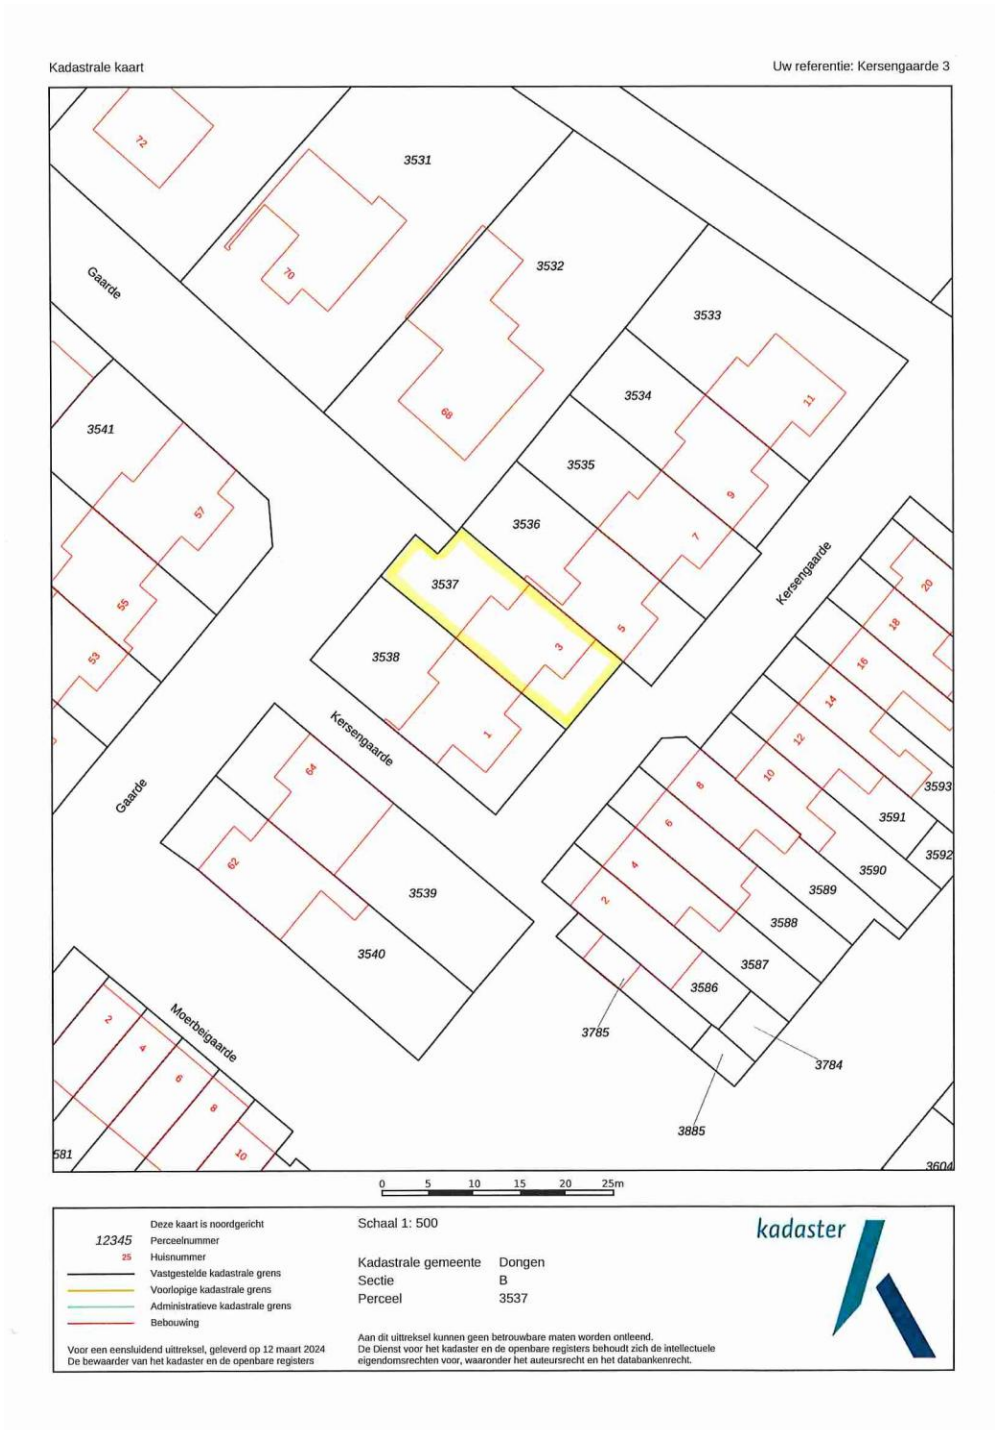 Kadastrale kaart
Uw referentie: Kersengaarde 3
72
3531
70
3532
Gaarde
68
3533
3534
11
3535
9
3541
3536
7
57
3537
5
Kersengaarde
55
3
20
53
3538
18
16
14
1
12
Kersengaarde
10
64
8
Gaarde
6
3593
3591
62
4
3592
3590
3539
2
3589
3588
3540
3587
3586
3785
Moerbeigaarde
2
4
3784
6
8
3885
10
581
3604
0 5 10 15 20 25m
Deze kaart is noordgericht
12345 Perceelnummer
25 Huisnummer
Vastgestelde kadastrale grens
Voorlopige kadastrale grens
Administratieve kadastrale grens
Bebouwing
Voor een eensluidend uittreksel, geleverd op 12 maart 2024
De bewaarder van het kadaster en de openbare registers
Schaal 1: 500
Kadastrale gemeente Dongen
Sectie B
Perceel 3537
Aan dit uittreksel kunnen geen betrouwbare maten worden ontleend.
De Dienst voor het kadaster en de openbare registers behoudt zich de intellectuele
eigendomsrechten voor, waaronder het auteursrecht en het databankenrecht.
kadaster